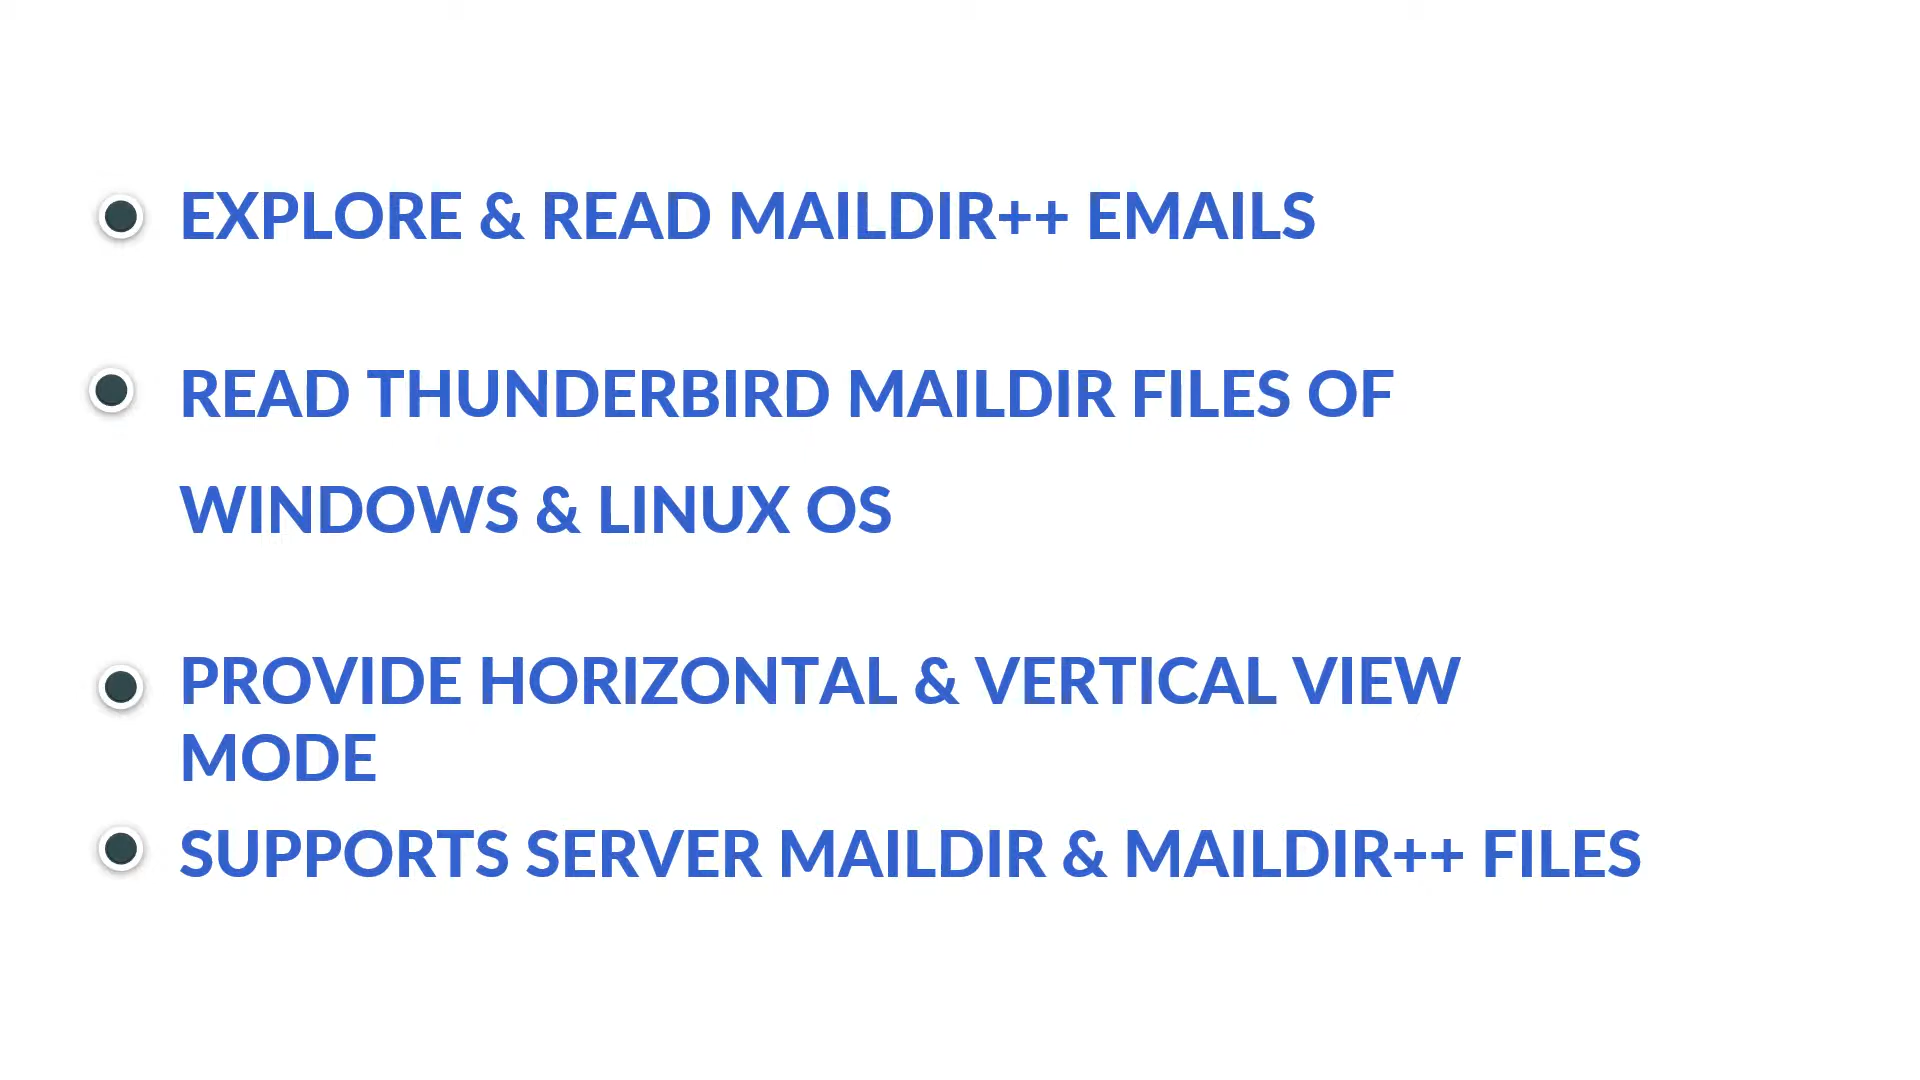 EXPLORE & READ MAILDIR++ EMAILS
READ THUNDERBIRD MAILDIR FILES OF
WINDOWS & LINUX OS
PROVIDE HORIZONTAL & VERTICAL VIEW
MODE
SUPPORTS SERVER MAILDIR & MAILDIR++ FILES